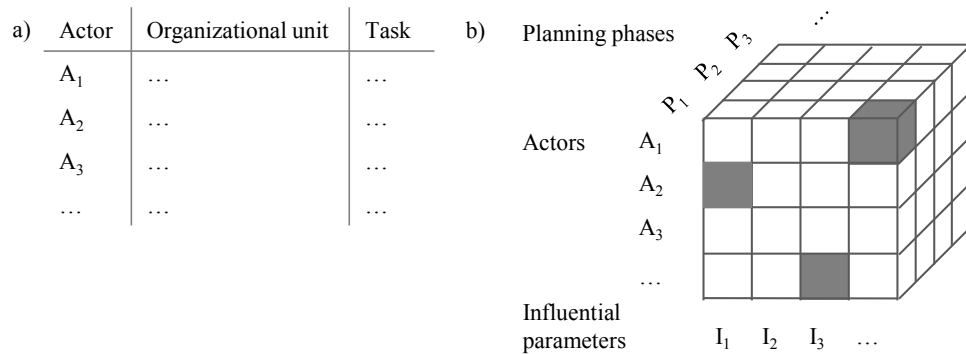 a)
Actor Organizational unit Task
A₁ … …
A₂ … …
A₃ … …
… … …
b)
Planning phases
P₁ P₂ P₃ …
Actors
A₁
A₂
A₃
…
Influential
parameters
I₁ I₂ I₃ …